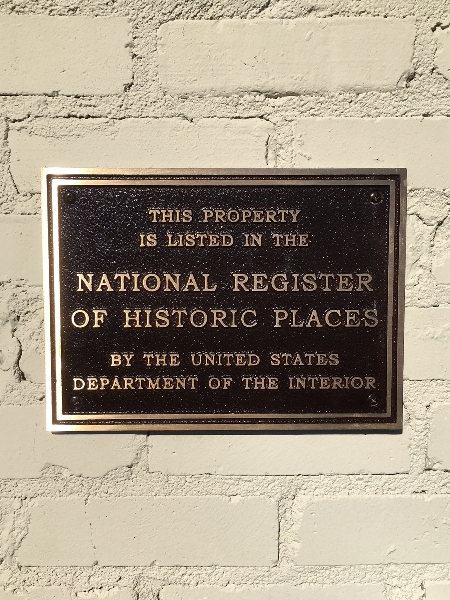 THIS PROPERTY
IS LISTED IN THE
NATIONAL REGISTER
OF HISTORIC PLACES
BY THE UNITED STATES
DEPARTMENT OF THE INTERIOR